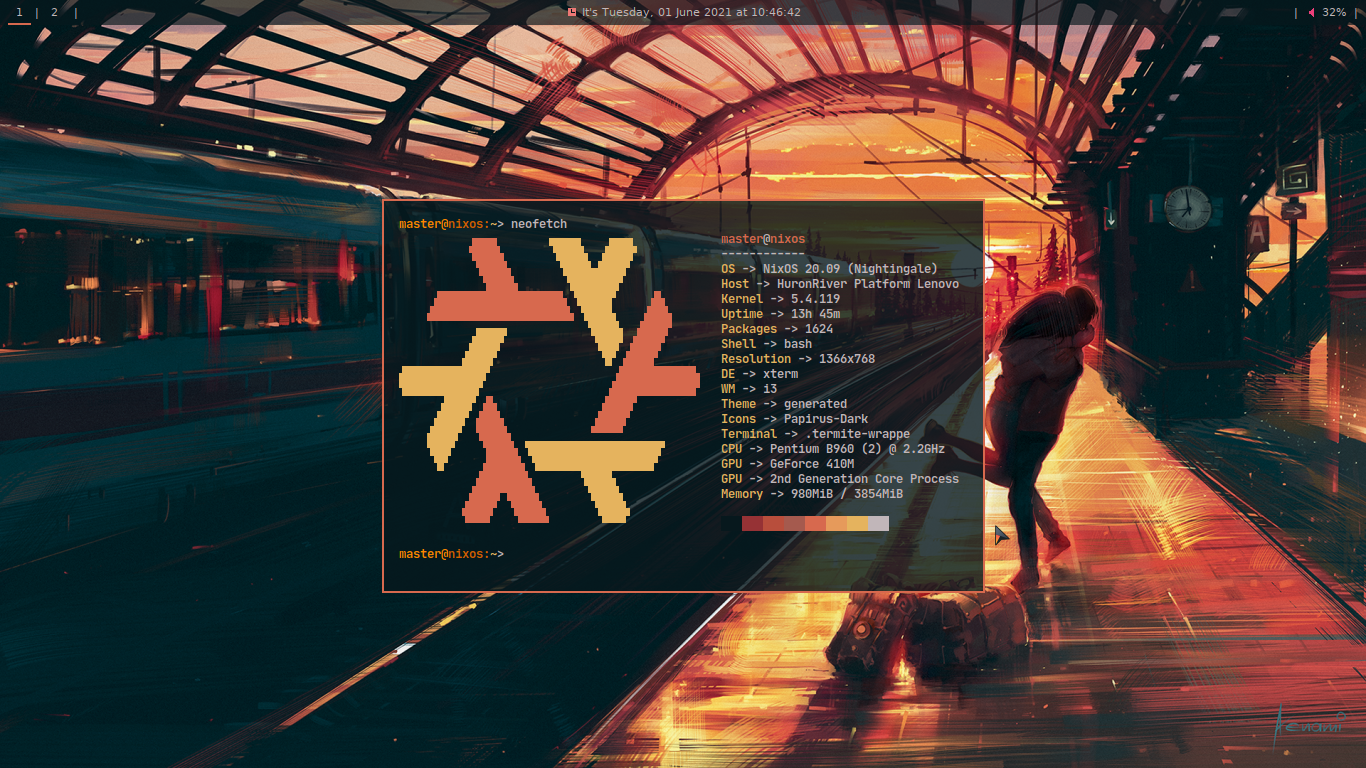 1 | 2 |
It's Tuesday, 01 June 2021 at 10:46:42
| 32% |
master@nixos:~> neofetch
master@nixos
------------
OS -> NixOS 20.09 (Nightingale)
Host -> HuronRiver Platform Lenovo
Kernel -> 5.4.119
Uptime -> 13h 45m
Packages -> 1624
Shell -> bash
Resolution -> 1366x768
DE -> xterm
WM -> i3
Theme -> generated
Icons -> Papirus-Dark
Terminal -> .termite-wrappe
CPU -> Pentium B960 (2) @ 2.2GHz
GPU -> GeForce 410M
GPU -> 2nd Generation Core Process
Memory -> 980MiB / 3854MiB
master@nixos:~>
A
Aenami